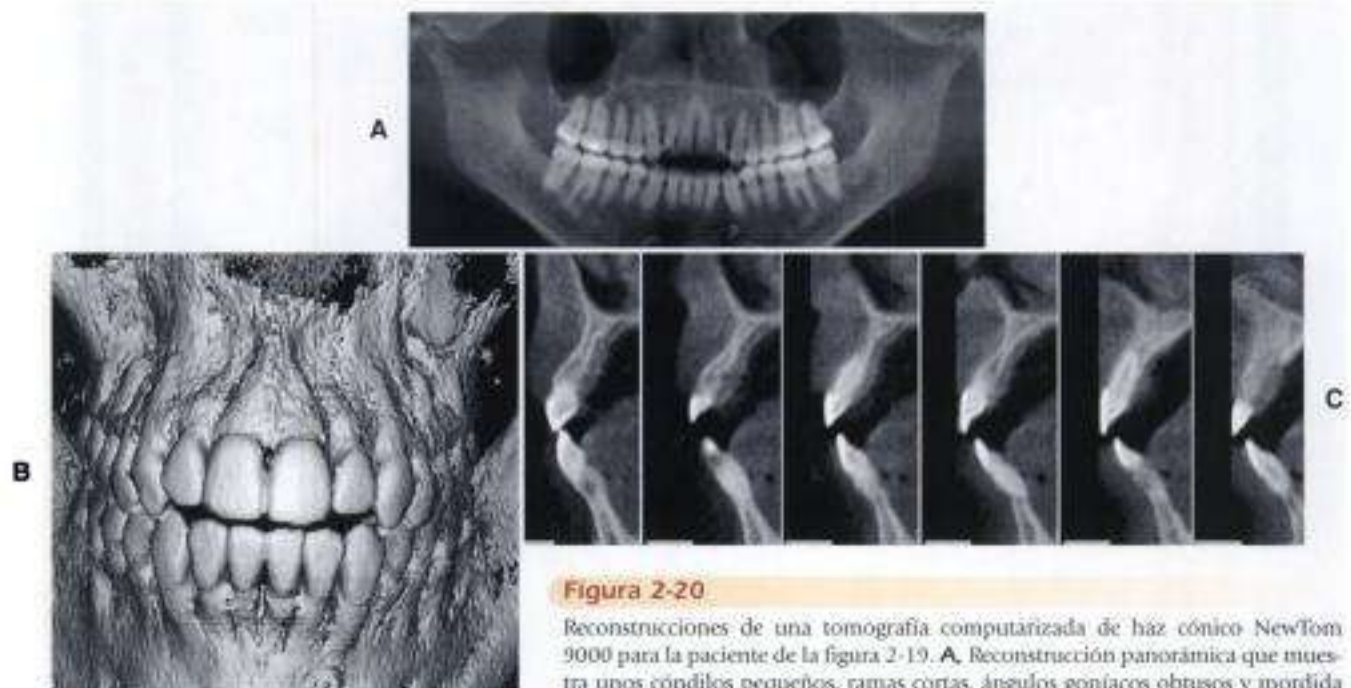 A
B
C
Figura 2-20
Reconstrucciones de una tomografía computarizada de haz cónico NewTom
9000 para la paciente de la figura 2-19. A, Reconstrucción panorámica que mues-
tra unos cóndilos pequeños, ramas cortas, ángulos goníacos obtusos y mordida